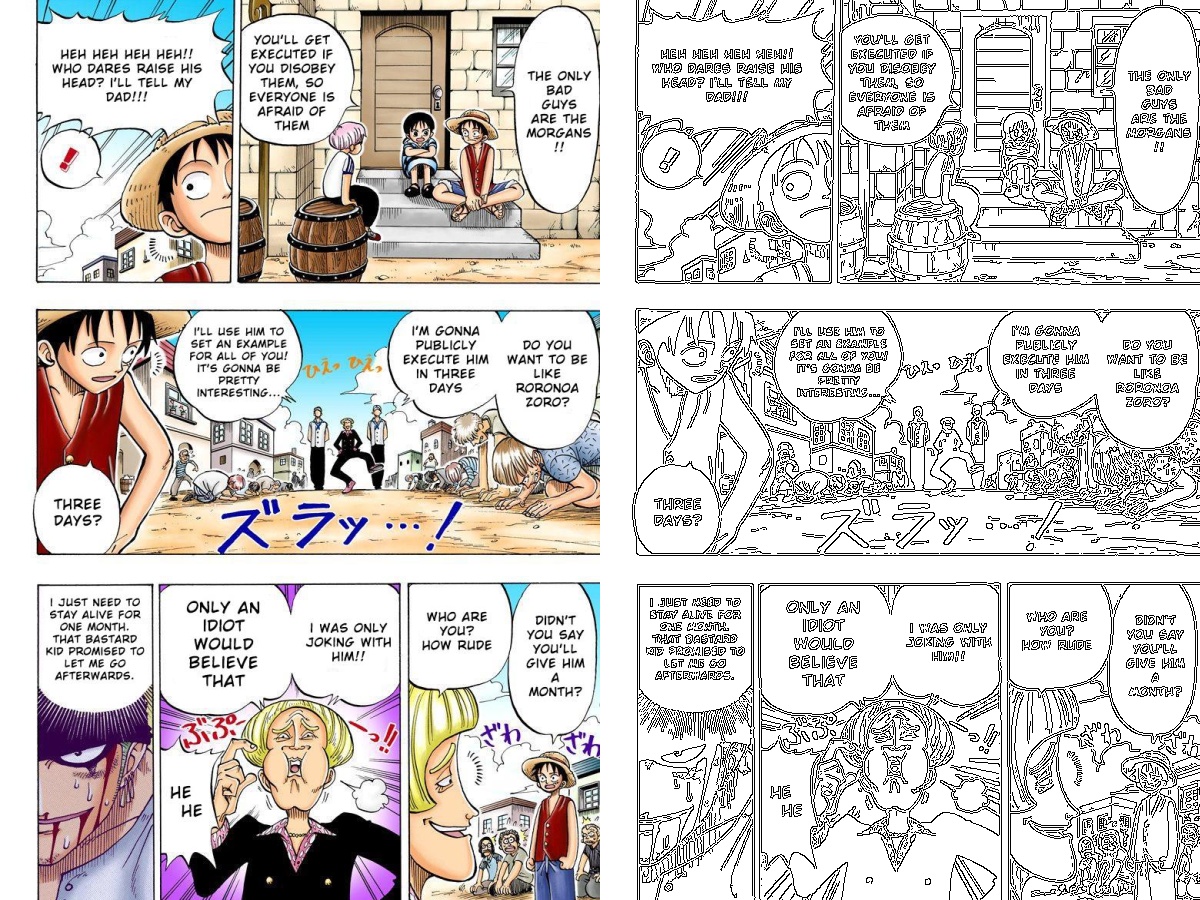 THE ONLY
BAD
GUYS
ARE THE
MORGANS
!!
YOU'LL GET
EXECUTED IF
YOU DISOBEY
THEM, SO
EVERYONE IS
AFRAID OF
THEM
HEH HEH HEH HEH!!
WHO DARES RAISE HIS
HEAD? I'LL TELL MY
DAD!!!
!
DO YOU
WANT TO BE
LIKE
RORONOA
ZORO?
I'M GONNA
PUBLICLY
EXECUTE HIM
IN THREE
DAYS
ひえっ ひえっ
I'LL USE HIM TO
SET AN EXAMPLE
FOR ALL OF YOU!
IT'S GONNA BE
PRETTY
INTERESTING...
THREE
DAYS?
ズラッ…!
DIDN'T
YOU SAY
YOU'LL
GIVE HIM
A
MONTH?
WHO ARE
YOU?
HOW RUDE
ざわ
ざわ
I WAS ONLY
JOKING WITH
HIM!!
ONLY AN
IDIOT
WOULD
BELIEVE
THAT
ぶぷー
っ!!
HE
HE
I JUST NEED TO
STAY ALIVE FOR
ONE MONTH.
THAT BASTARD
KID PROMISED TO
LET ME GO
AFTERWARDS.
THE ONLY
BAD
GUYS
ARE THE
MORGANS
!!
YOU'LL GET
EXECUTED IF
YOU DISOBEY
THEM, SO
EVERYONE IS
AFRAID OF
THEM
HEH HEH HEH HEH!!
WHO DARES RAISE HIS
HEAD? I'LL TELL MY
DAD!!!
!
DO YOU
WANT TO BE
LIKE
RORONOA
ZORO?
I'M GONNA
PUBLICLY
EXECUTE HIM
IN THREE
DAYS
ひえっ ひえっ
I'LL USE HIM TO
SET AN EXAMPLE
FOR ALL OF YOU!
IT'S GONNA BE
PRETTY
INTERESTING...
THREE
DAYS?
ズラッ…!
DIDN'T
YOU SAY
YOU'LL
GIVE HIM
A
MONTH?
WHO ARE
YOU?
HOW RUDE
ざわ
I WAS ONLY
JOKING WITH
HIM!!
ONLY AN
IDIOT
WOULD
BELIEVE
THAT
ぶぷー
っ!!
HE
HE
I JUST NEED TO
STAY ALIVE FOR
ONE MONTH.
THAT BASTARD
KID PROMISED TO
LET ME GO
AFTERWARDS.